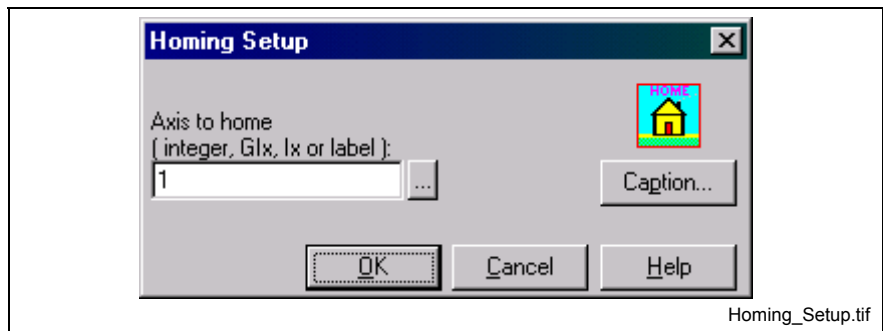 Homing Setup
HOME
Axis to home
( integer, GIx, Ix or label ):
1
...
Caption...
OK
Cancel
Help
Homing_Setup.tif